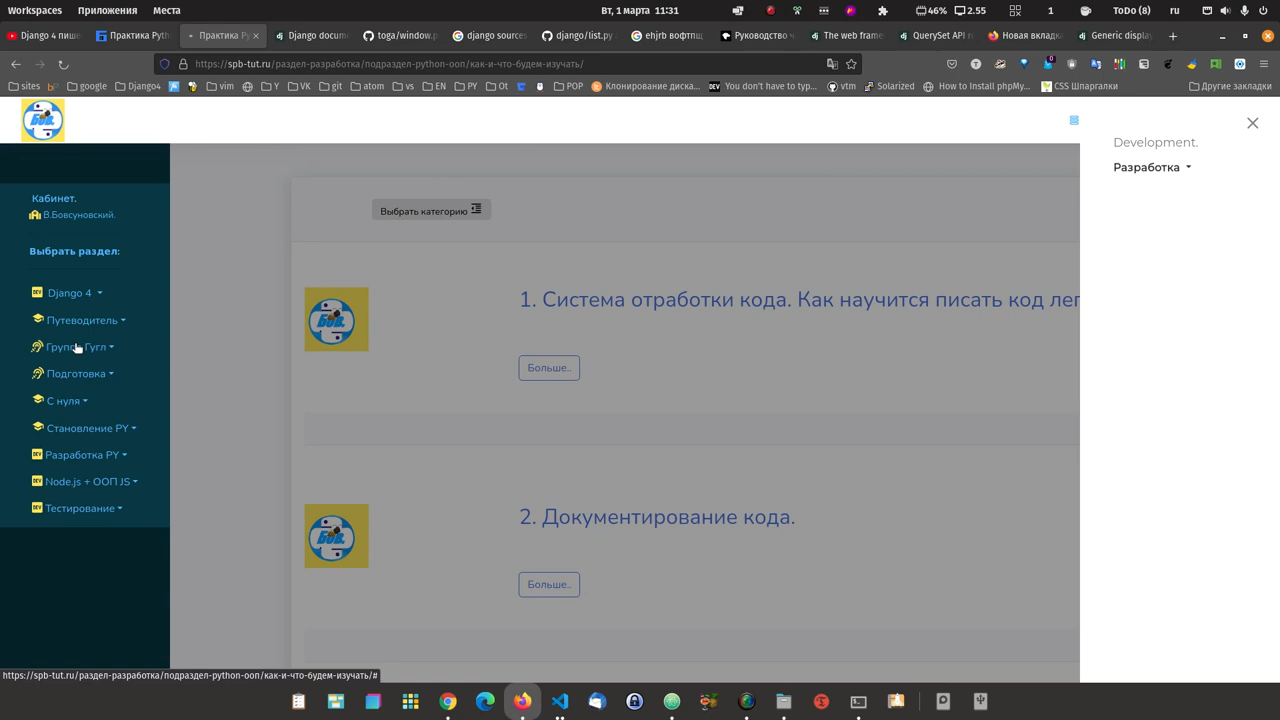 Workspaces Приложения Места Вт, 1 марта 11:31 46% 2.55 1 ToDo (8) ru
Django 4 пише Практика Pyth Практика Py Django docum toga/window.p django sources django/list.py ehjrb вофтпщ Руководство ч The web frame QuerySet API r Новая вкладк Generic displa
https://spb-tut.ru/раздел-разработка/подраздел-python-ооп/как-и-что-будем-изучать/
sites b google Django4 vim Y VK git atom vs EN PY Ot POP Клонирование диска... You don't have to typ... vtm Solarized How to Install phpMy... CSS Шпаргалки Другие закладки
БОВ.
Development.
Разработка
Кабинет.
В.Бовсуновский.
Выбрать раздел:
Django 4
Путеводитель
Гугл
Подготовка
С нуля
Становление PY
Разработка PY
Node.js + ООП JS
Тестирование
Выбрать категорию
БОВ.
1. Система отработки кода. Как научится писать код лег
Больше..
БОВ.
2. Документирование кода.
Больше..
https://spb-tut.ru/раздел-разработка/подраздел-python-ооп/как-и-что-будем-изучать/#